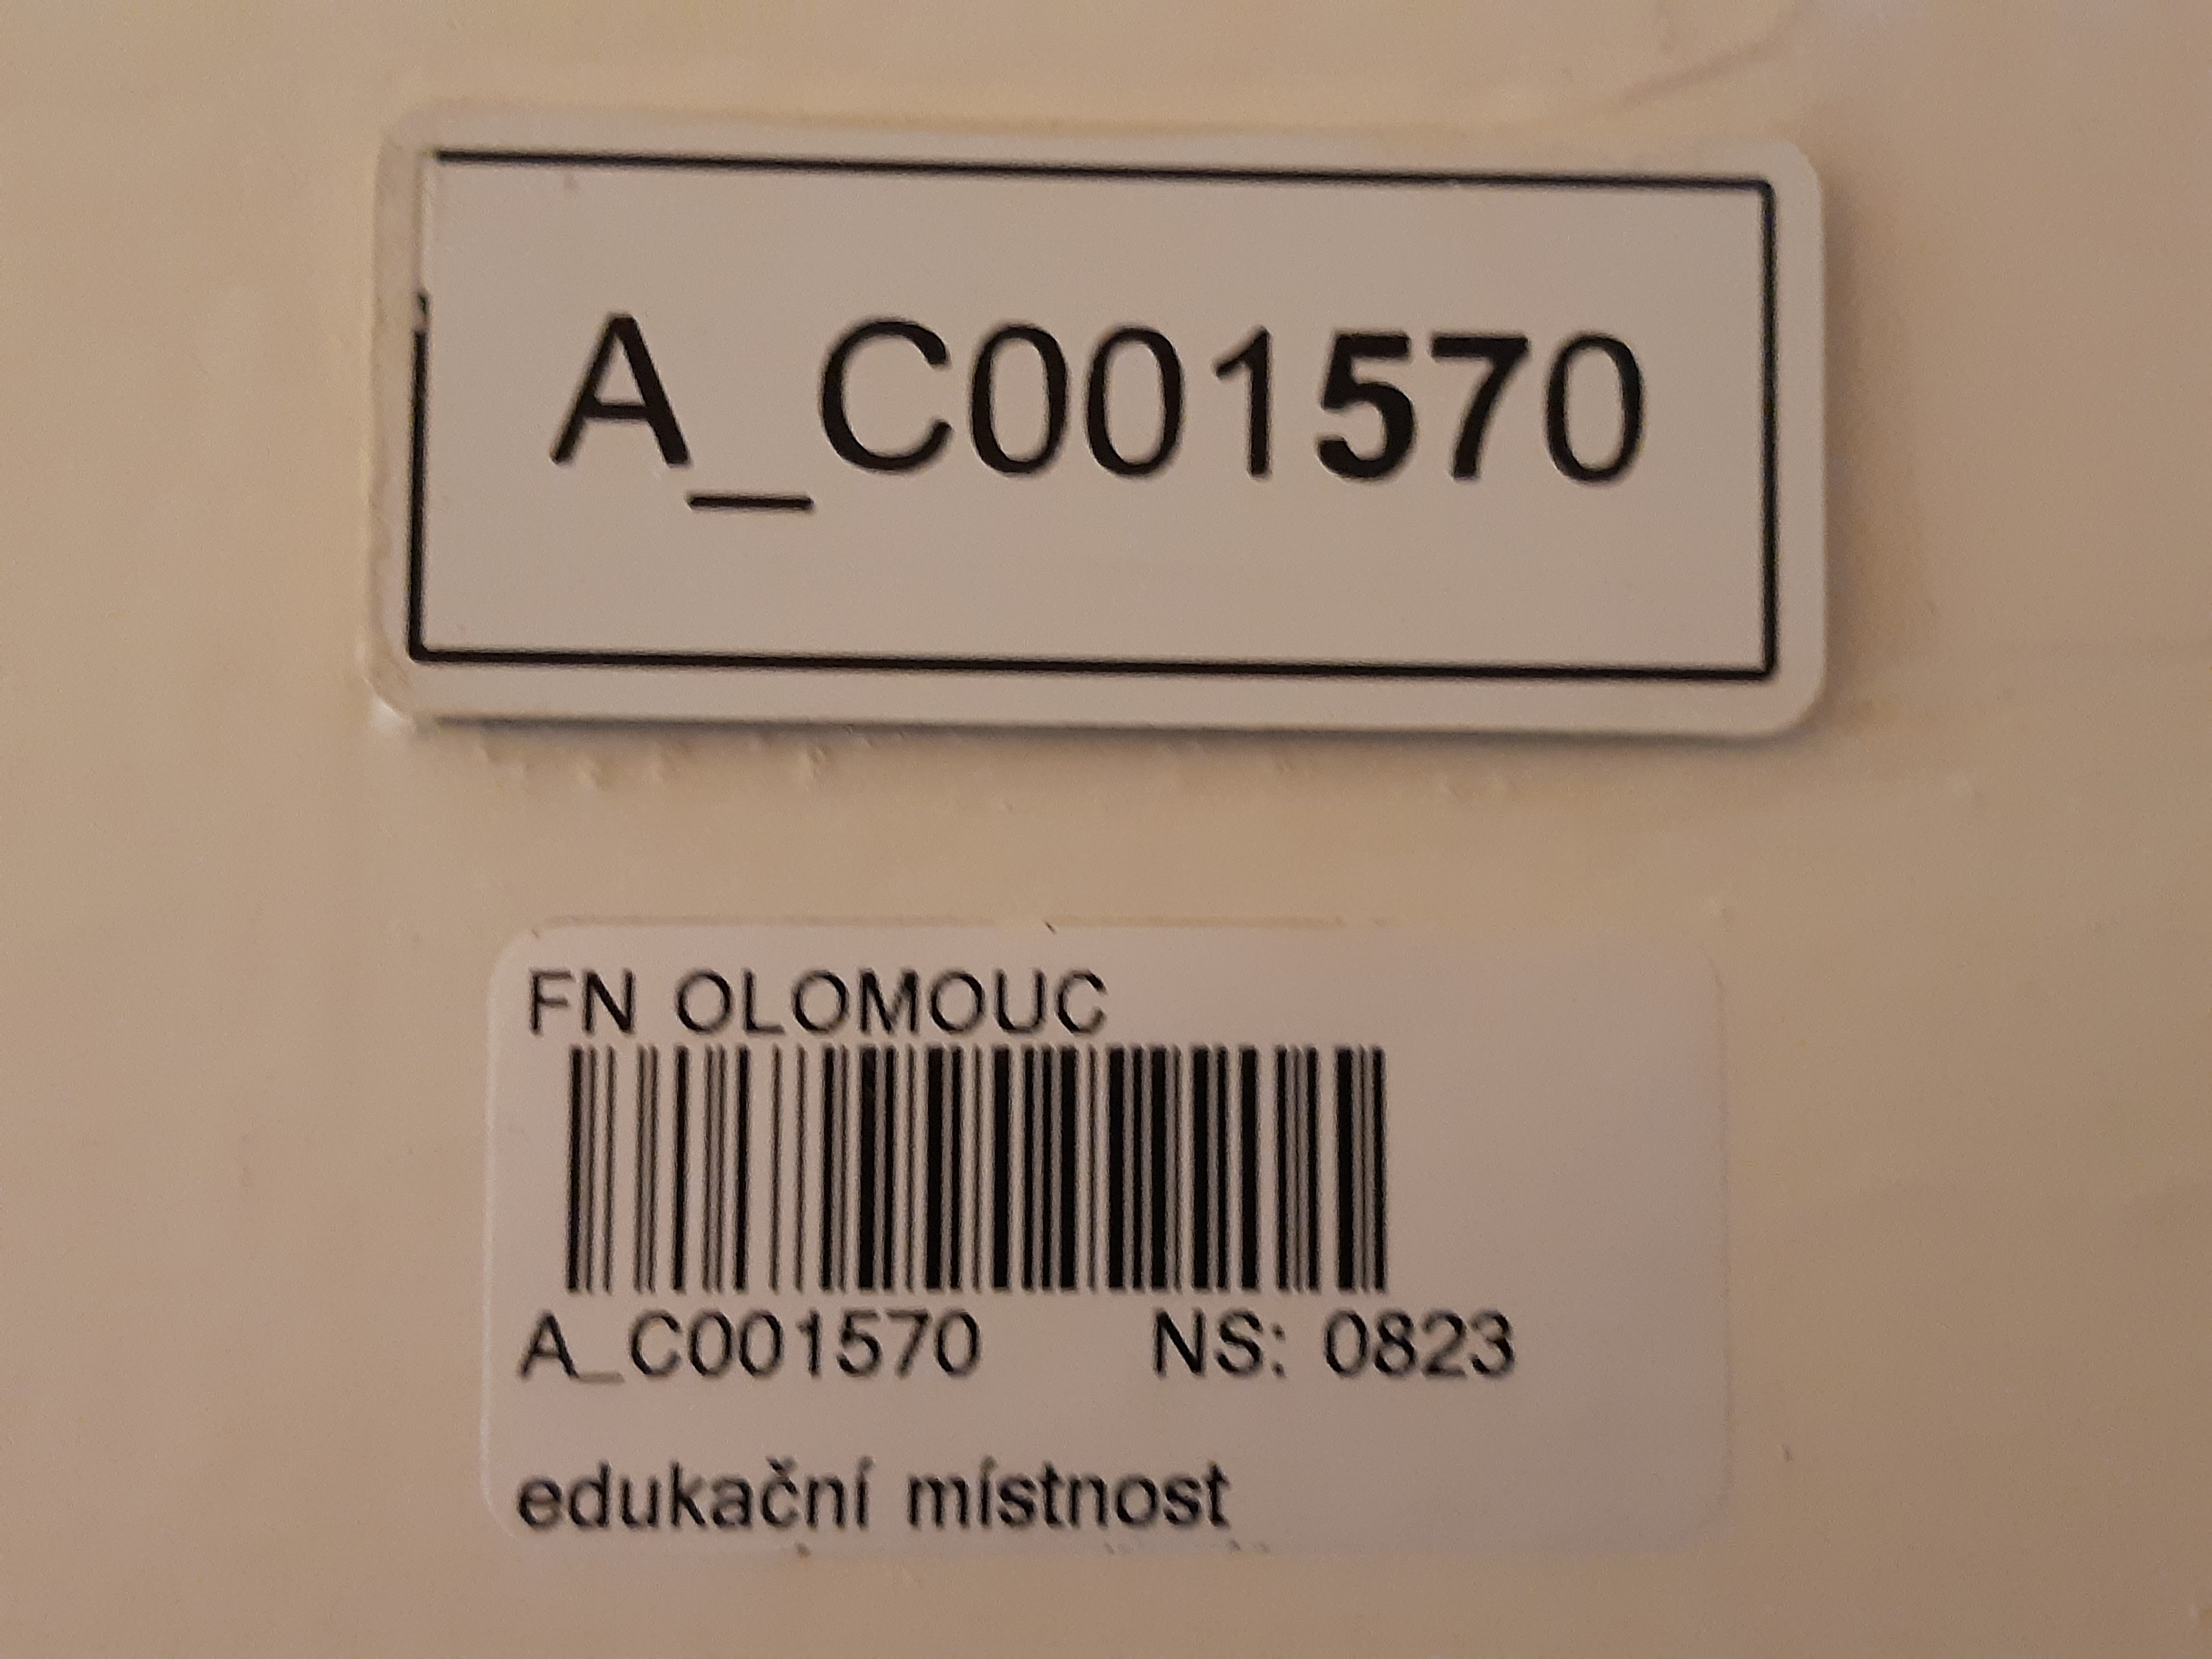 A_C001570
FN OLOMOUC
A_C001570 NS: 0823
edukační místnost